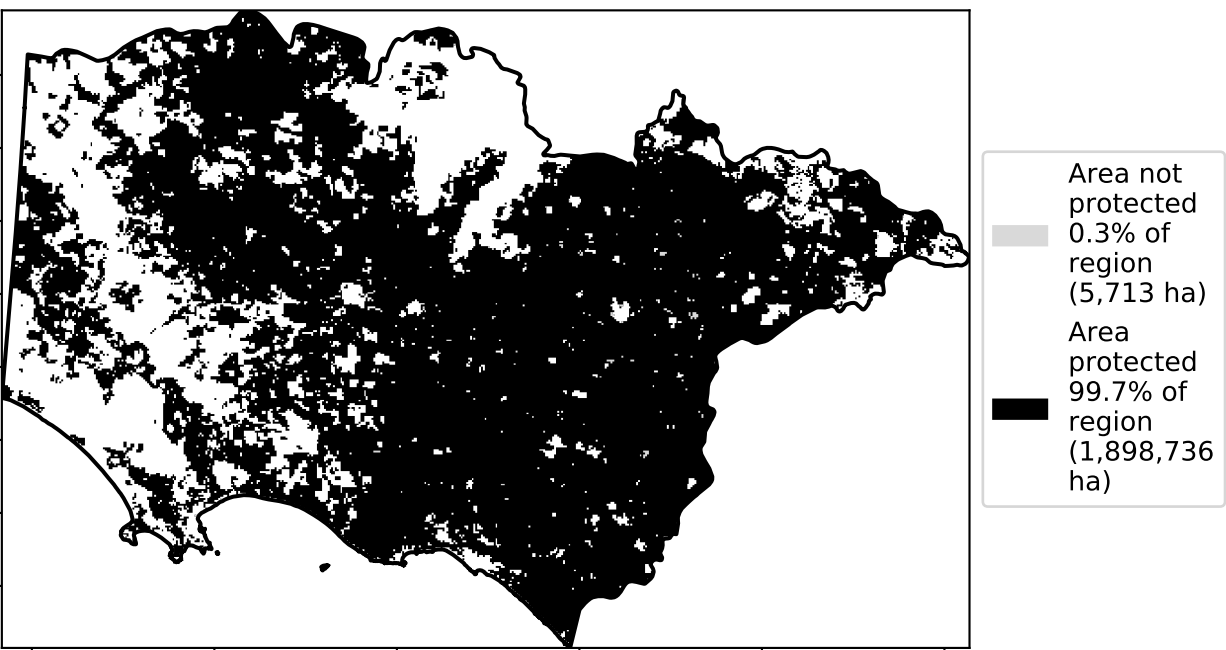 Area not
protected
0.3% of
region
(5,713 ha)
Area
protected
99.7% of
region
(1,898,736
ha)